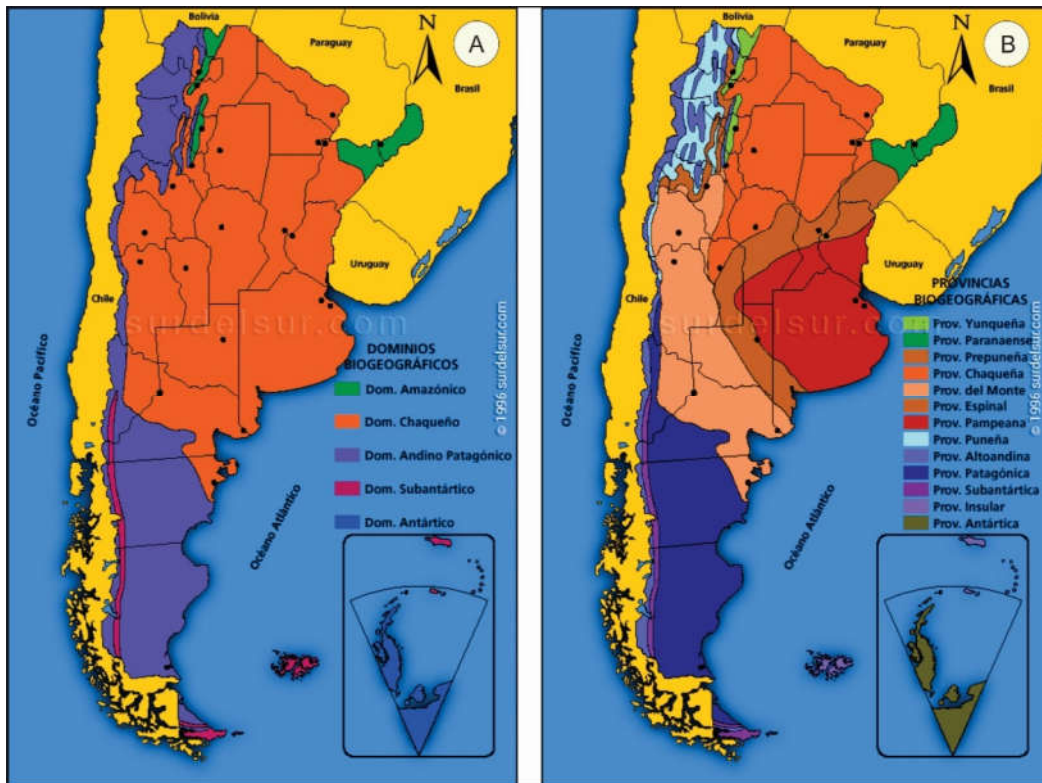 A
N
Bolivia
Paraguay
Brasil
Uruguay
Chile
Océano Pacífico
Océano Atlántico
surdelsur.com
© 1996 surdelsur.com
DOMINIOS
BIOGEOGRÁFICOS
Dom. Amazónico
Dom. Chaqueño
Dom. Andino Patagónico
Dom. Subantártico
Dom. Antártico
B
N
Bolivia
Paraguay
Brasil
Uruguay
Chile
Océano Pacífico
Océano Atlántico
surdelsur.com
© 1996 surdelsur.com
PROVINCIAS
BIOGEOGRÁFICAS
Prov. Yunqueña
Prov. Paranaense
Prov. Prepuneña
Prov. Chaqueña
Prov. del Monte
Prov. Espinal
Prov. Pampeana
Prov. Puneña
Prov. Altoandina
Prov. Patagónica
Prov. Subantártica
Prov. Insular
Prov. Antártica